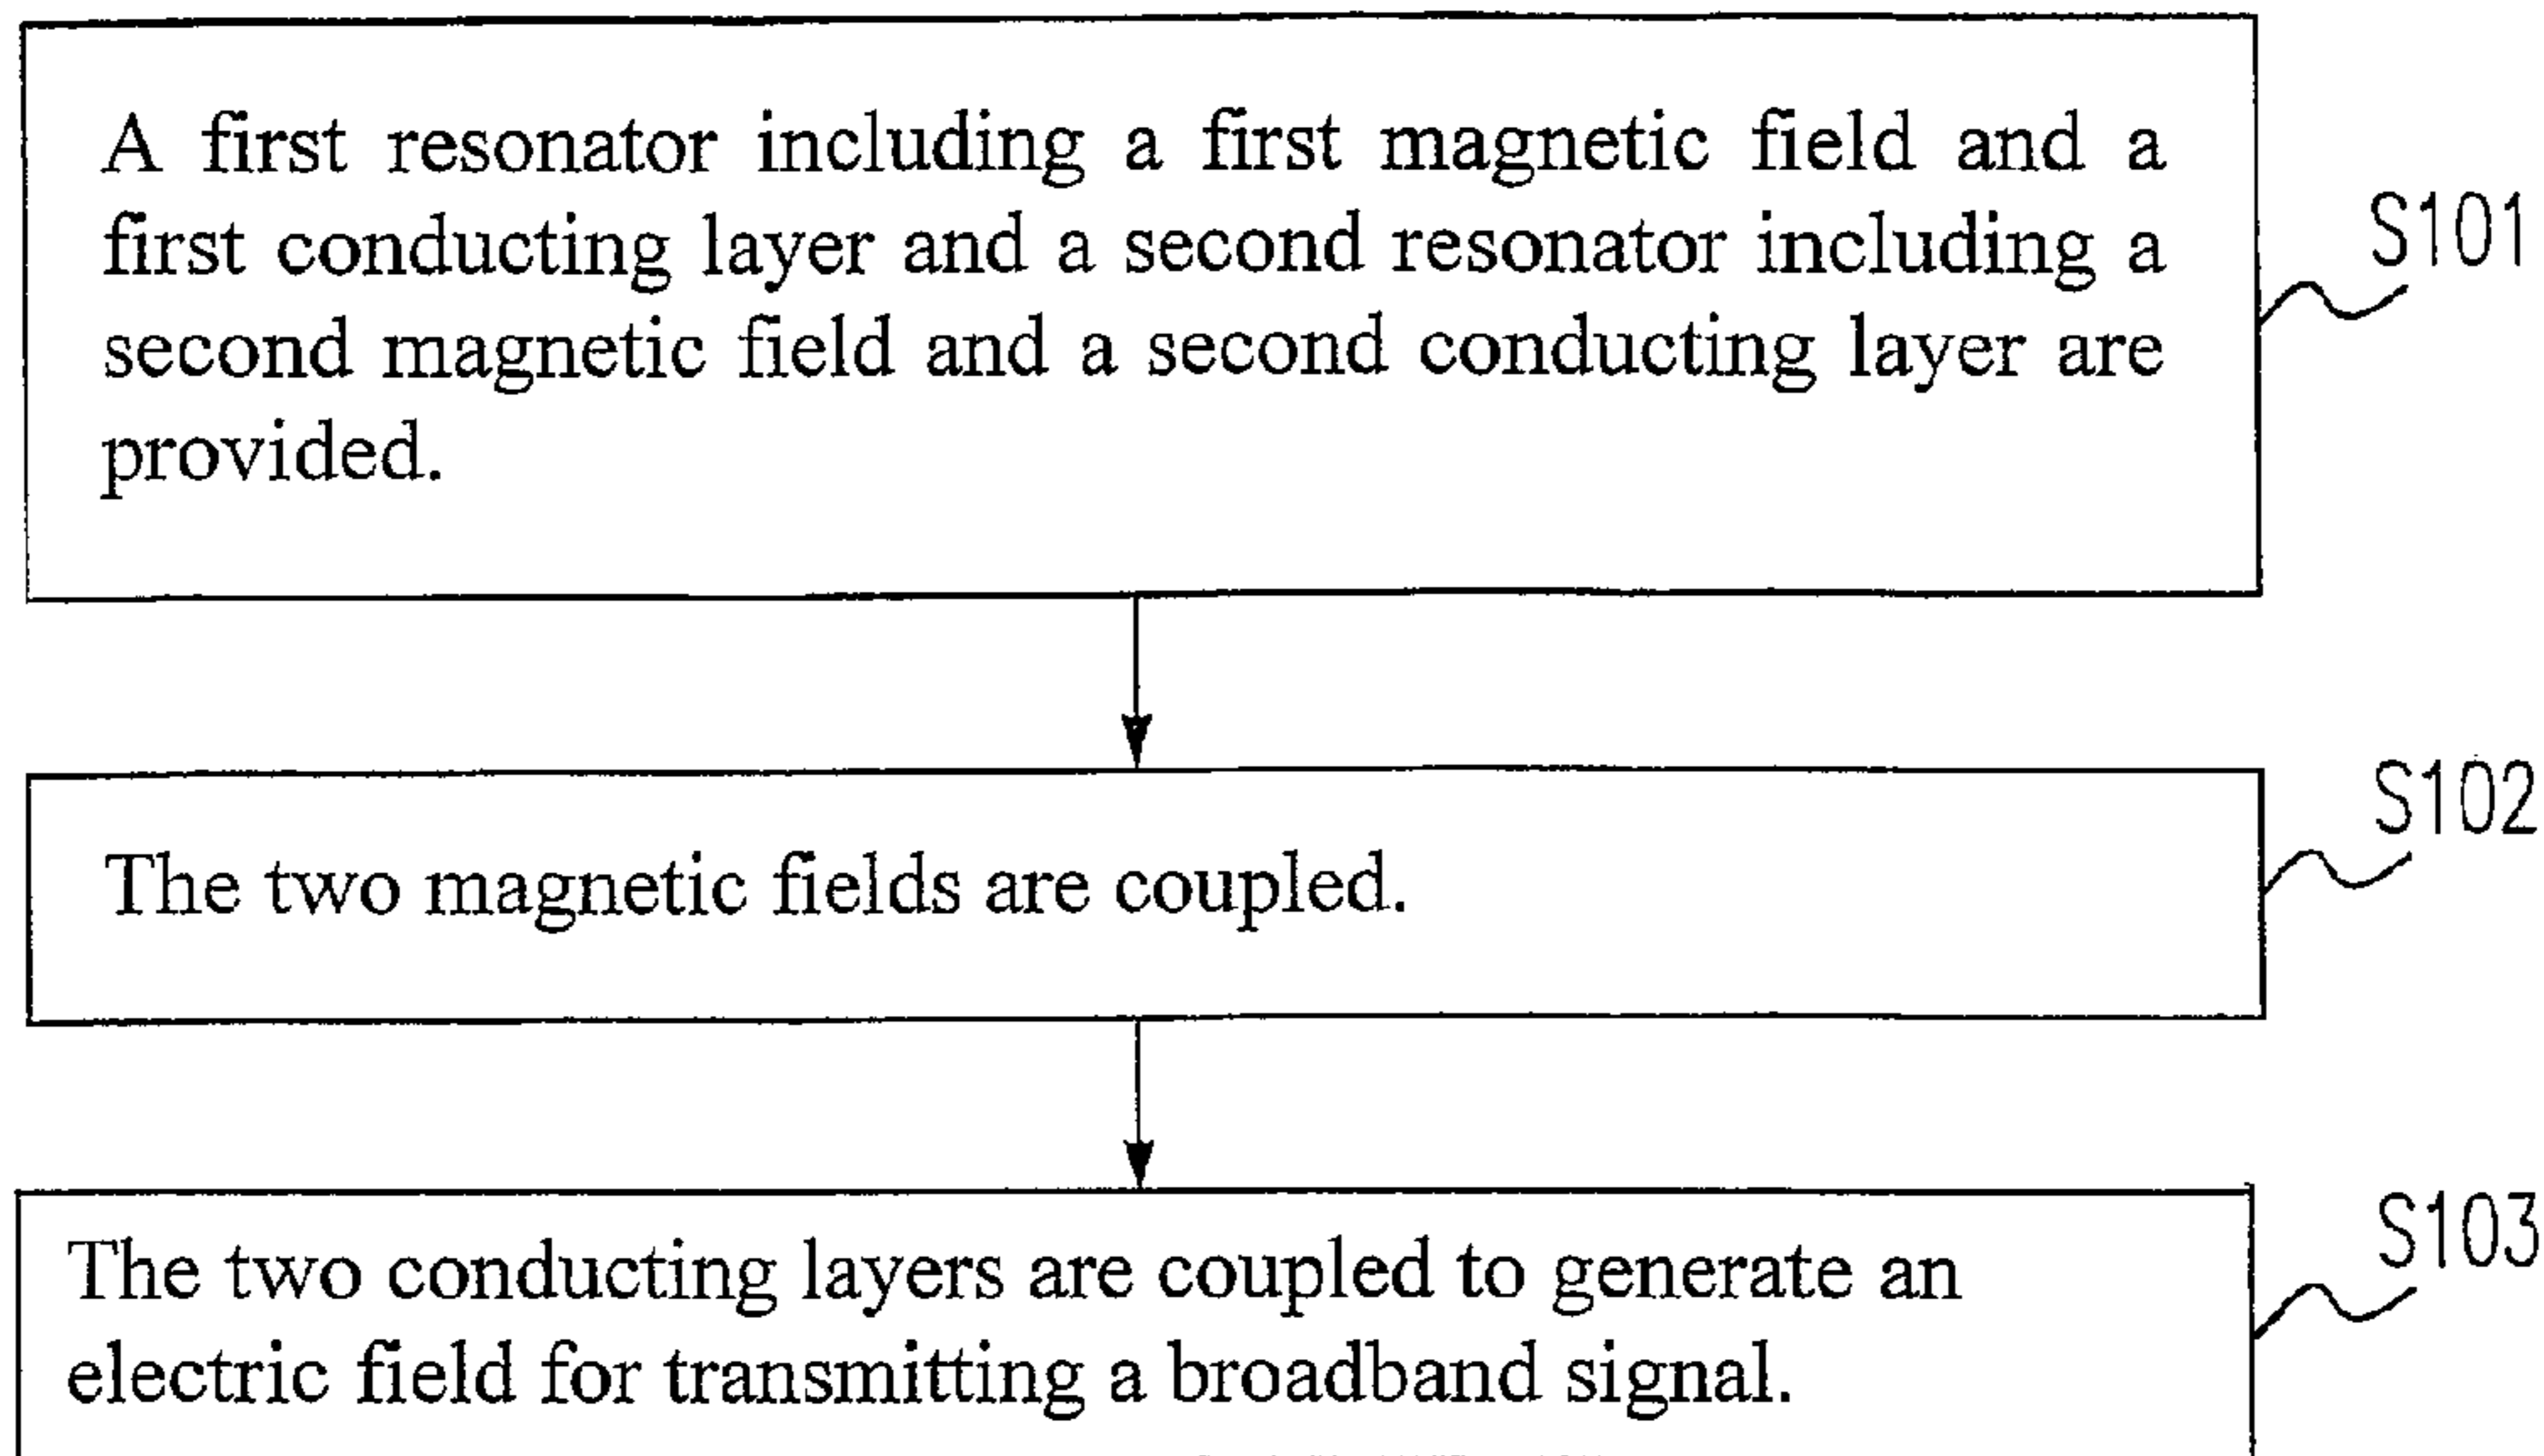 A first resonator including a first magnetic field and a
first conducting layer and a second resonator including a
second magnetic field and a second conducting layer are
provided.
S101
The two magnetic fields are coupled.
S102
The two conducting layers are coupled to generate an
electric field for transmitting a broadband signal.
S103